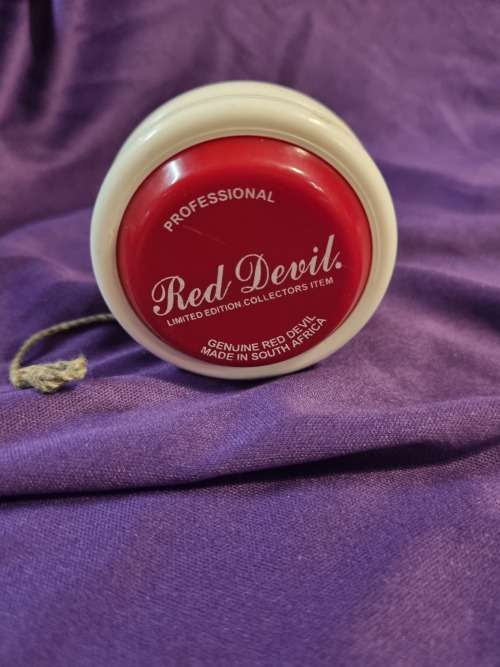 PROFESSIONAL
Red Devil.
LIMITED EDITION COLLECTORS ITEM
GENUINE RED DEVIL
MADE IN SOUTH AFRICA